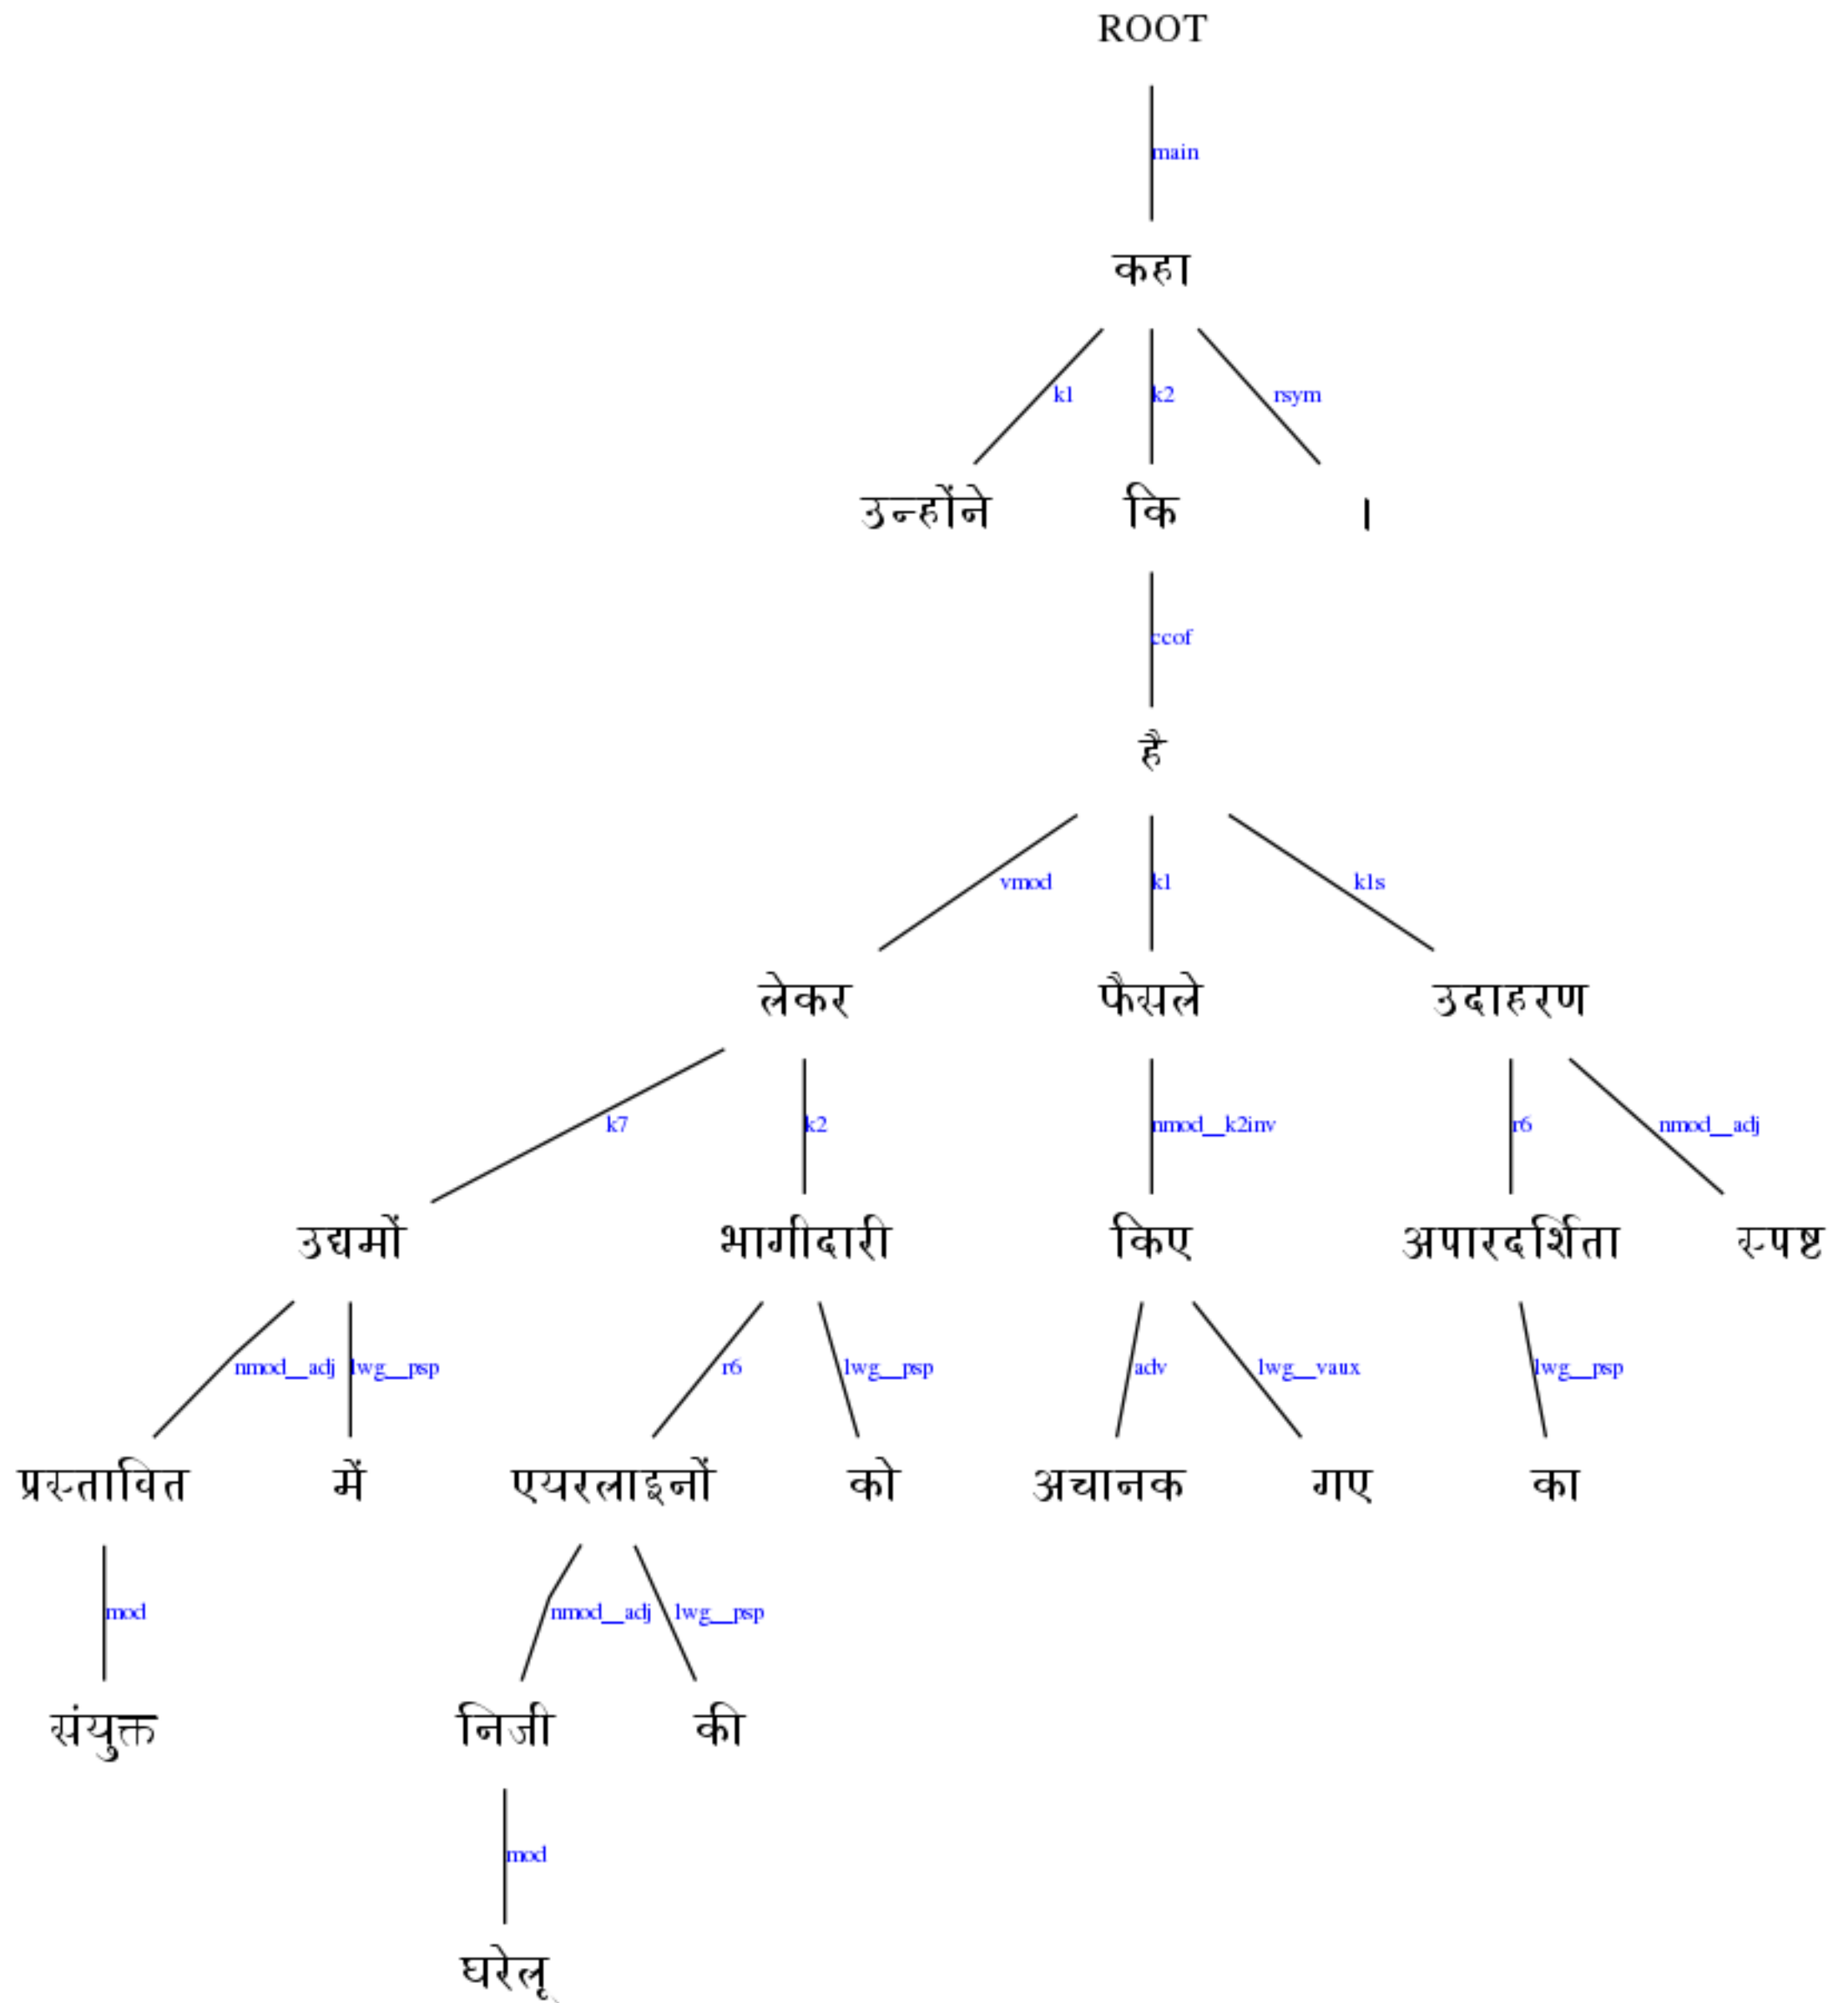 ROOT
main
कहा
k1 k2 rsym
उन्होंने कि ।
ccof
है
vmod k1 k1s
लेकर फैसले उदाहरण
k7 k2 nmod__k2inv r6 nmod__adj
उद्यमों भागीदारी किए अपारदर्शिता स्पष्ट
nmod__adj lwg__psp r6 lwg__psp adv lwg__vaux lwg__psp
प्रस्तावित में एयरलाइनों को अचानक गए का
mod nmod__adj lwg__psp
संयुक्त निजी की
mod
घरेलू